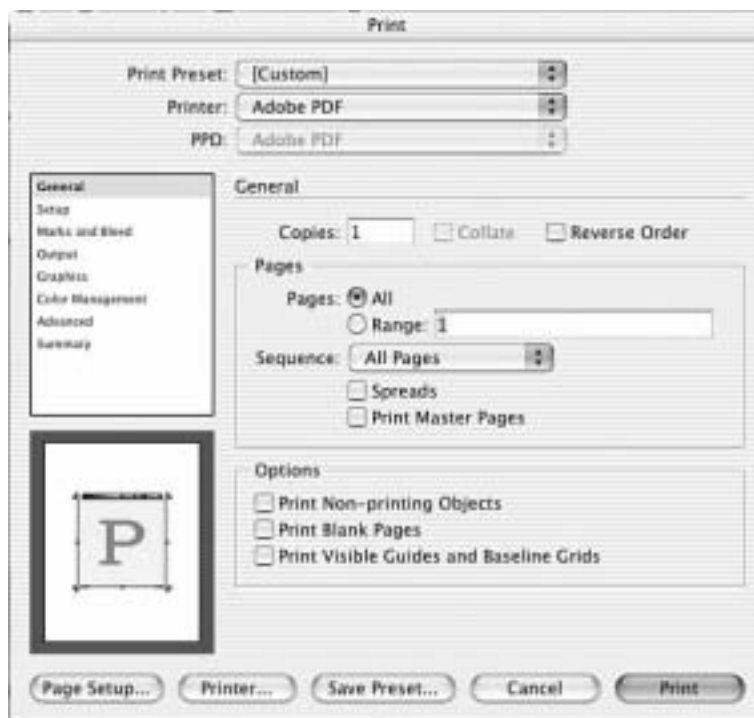 Print
Print Preset: [Custom]
Printer: Adobe PDF
PPD: Adobe PDF
General
Setup
Marks and Bleed
Output
Graphics
Color Management
Advanced
Summary
General
Copies: 1 Collate Reverse Order
Pages
Pages: All
Range: 1
Sequence: All Pages
Spreads
Print Master Pages
P
Options
Print Non-printing Objects
Print Blank Pages
Print Visible Guides and Baseline Grids
Page Setup... Printer... Save Preset... Cancel Print